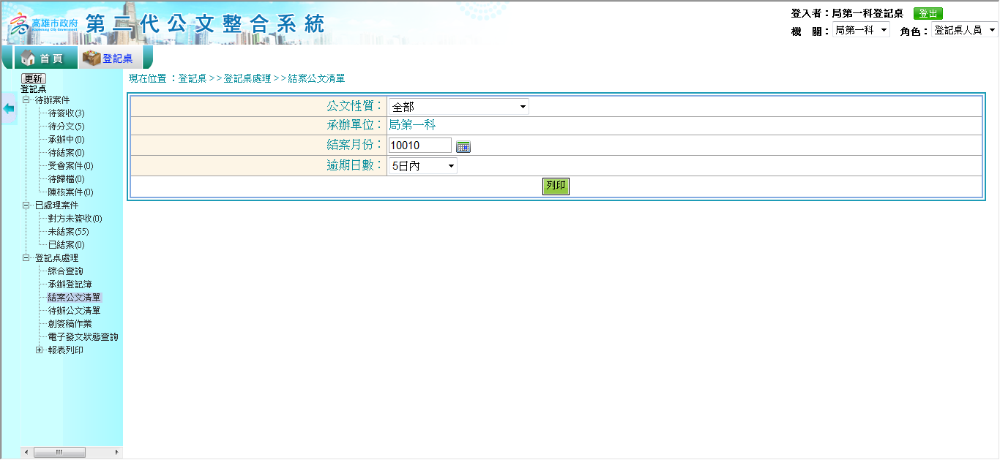 高雄市政府 第二代公文整合系統
Kaohsiung City Government
登入者：局第一科登記桌 登出
機 關：局第一科 角色：登記桌人員
首頁 登記桌
現在位置 ：登記桌 >>登記桌處理 >>結案公文清單
更新
登記桌
待辦案件
待簽收(3)
待分文(5)
承辦中(0)
待結案(0)
受會案件(0)
待歸檔(0)
陳核案件(0)
已處理案件
對方未簽收(0)
未結案(55)
已結案(0)
登記桌處理
綜合查詢
承辦登記簿
結案公文清單
待辦公文清單
創簽稿作業
電子發文狀態查詢
報表列印
公文性質： 全部
承辦單位： 局第一科
結案月份： 10010
逾期日數： 5日內
列印